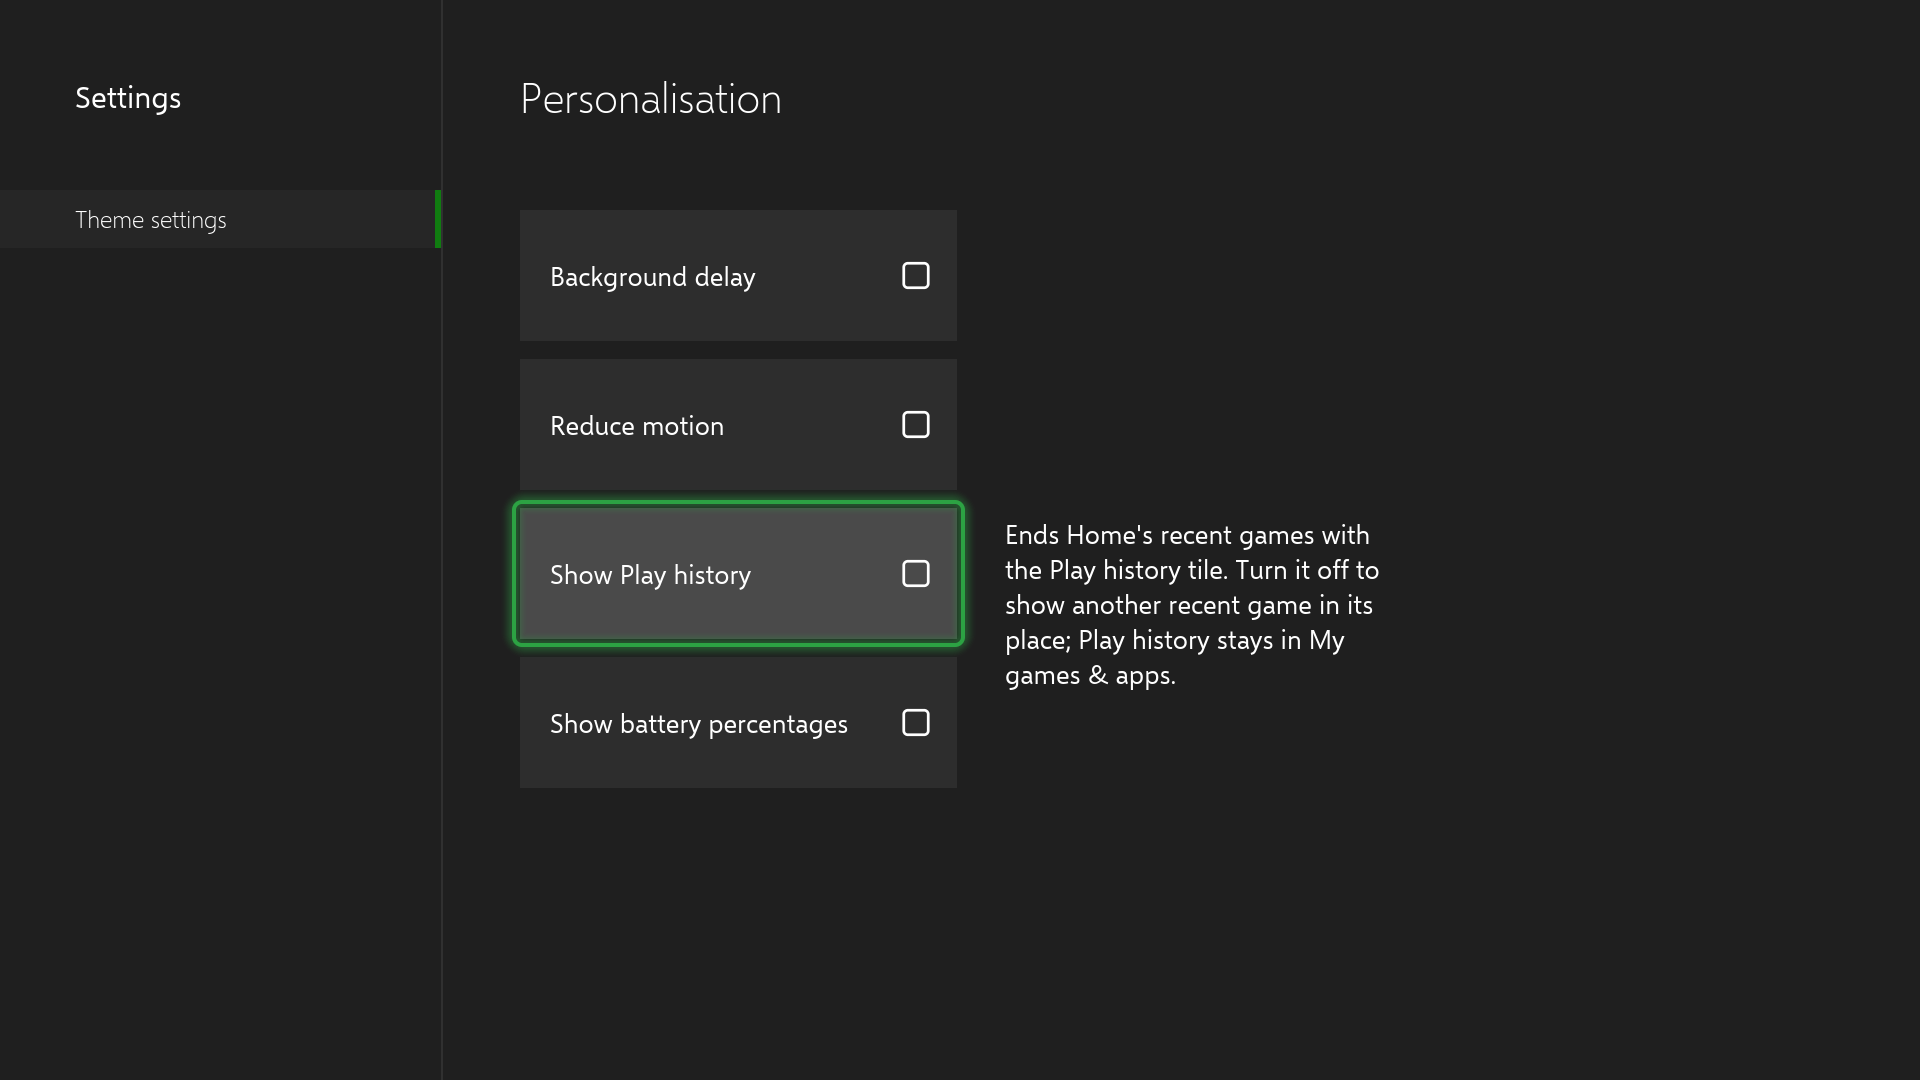 Settings
Theme settings
Personalisation
Background delay
Reduce motion
Show Play history
Show battery percentages
Ends Home's recent games with
the Play history tile. Turn it off to
show another recent game in its
place; Play history stays in My
games & apps.